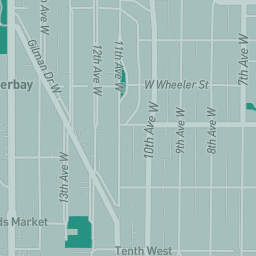 Gilman Dr W
12th Ave W
11th Ave W
7th Ave W
W Wheeler St
erbay
10th Ave W
9th Ave W
8th Ave W
13th Ave W
ds Market
Tenth West